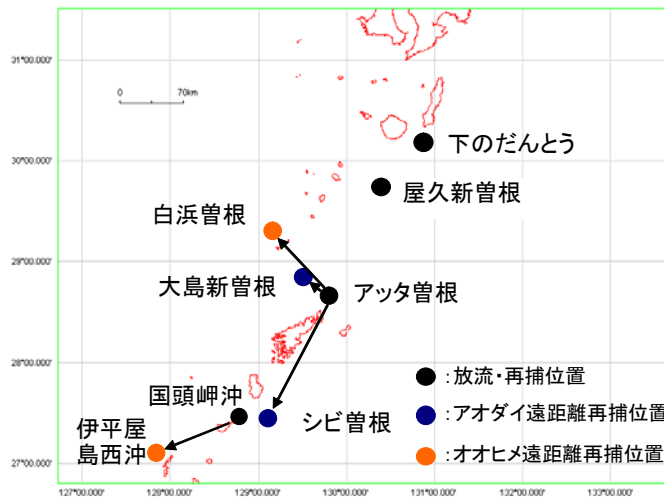 31°00.000'
0 70km
下のだんとう
30°00.000'
屋久新曽根
白浜曽根
29°00.000'
大島新曽根
アッタ曽根
28°00.000'
●:放流・再捕位置
国頭岬沖
シビ曽根
●:アオダイ遠距離再捕位置
伊平屋
島西沖
●:オオヒメ遠距離再捕位置
27°00.000'
127°00.000' 128°00.000' 129°00.000' 130°00.000' 131°00.000' 132°00.000' 133°00.000'